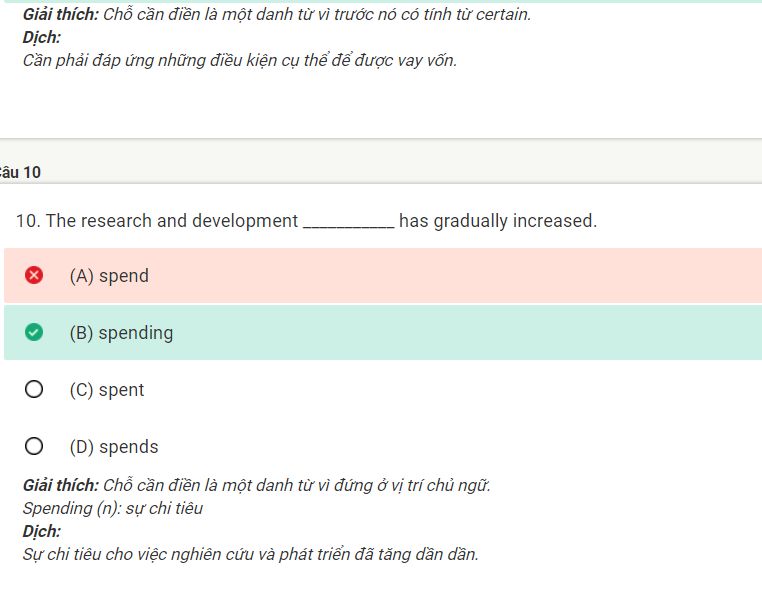 Giải thích: Chỗ cần điền là một danh từ vì trước nó có tính từ certain.
Dịch:
Cần phải đáp ứng những điều kiện cụ thể để được vay vốn.
Câu 10
10. The research and development ___________ has gradually increased.
(A) spend
(B) spending
(C) spent
(D) spends
Giải thích: Chỗ cần điền là một danh từ vì đứng ở vị trí chủ ngữ.
Spending (n): sự chi tiêu
Dịch:
Sự chi tiêu cho việc nghiên cứu và phát triển đã tăng dần dần.